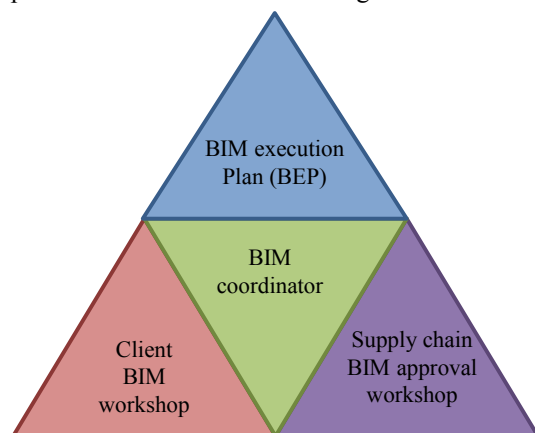 BIM execution
Plan (BEP)
BIM
coordinator
Client
BIM
workshop
Supply chain
BIM approval
workshop